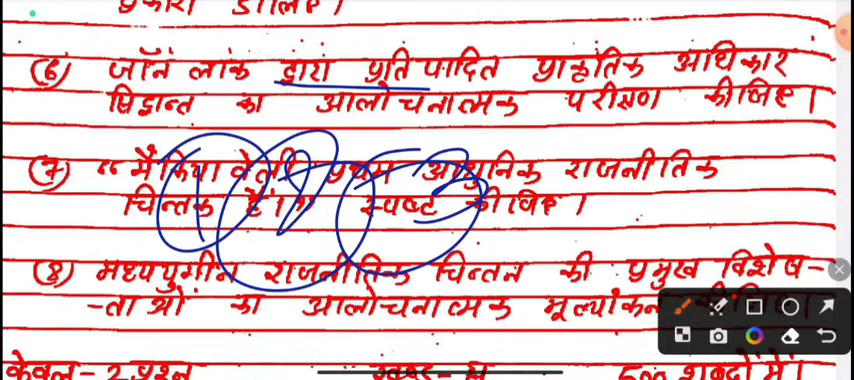 प्रकाश डालिए।
(6) जॉन लॉक द्वारा प्रतिपादित प्राकृतिक अधिकार
सिद्धान्त का आलोचनात्मक परीक्षण कीजिए।
(7) “मैकियावेली प्रथम आधुनिक राजनीतिक
चिन्तक हैं।” स्पष्ट कीजिए।
(8) मध्ययुगीन राजनीतिक चिन्तन की प्रमुख विशेष-
-ताओं का आलोचनात्मक मूल्यांकन कीजिए।
केवल - 2 प्रश्न खण्ड - स 500 शब्दों में।